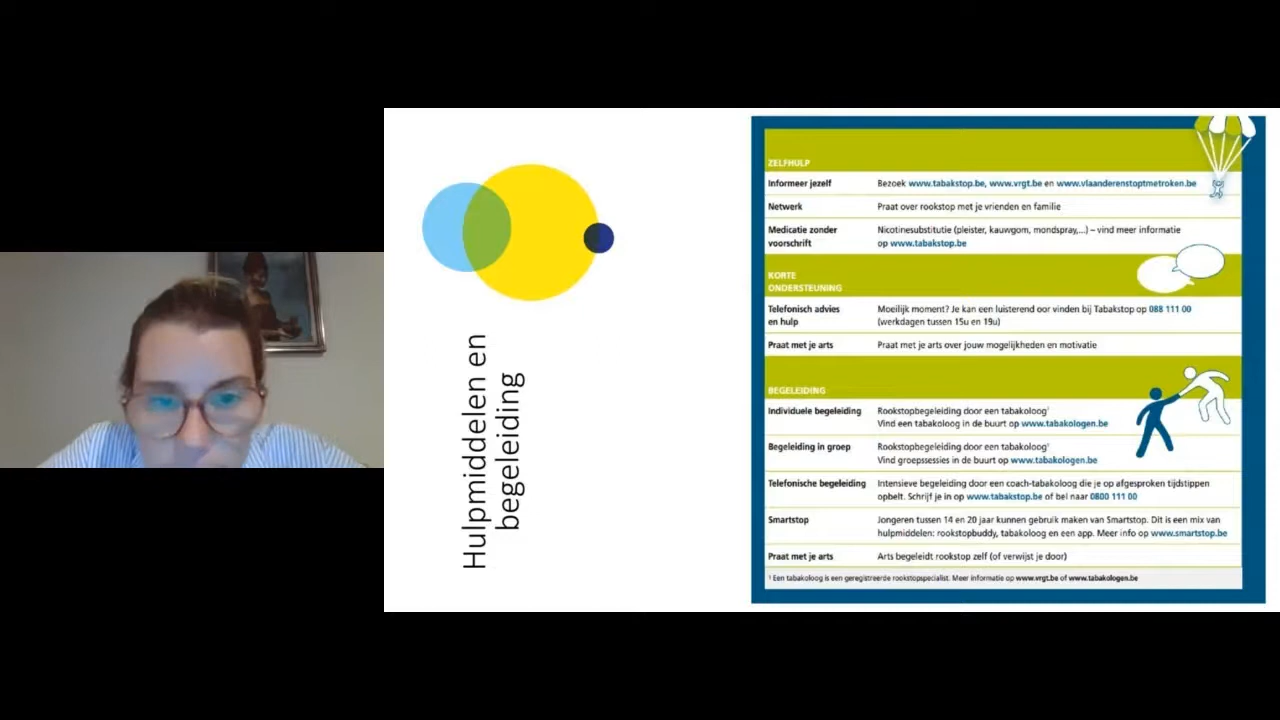 Hulpmiddelen en
begeleiding
ZELFHULP
Informeer jezelf Bezoek www.tabakstop.be, www.vrgt.be en www.vlaanderenstoptmetroken.be
Netwerk Praat over rookstop met je vrienden en familie
Medicatie zonder voorschrift Nicotinesubstitutie (pleister, kauwgom, mondspray,...) – vind meer informatie
op www.tabakstop.be
KORTE
ONDERSTEUNING
Telefonisch advies en hulp Moeilijk moment? Je kan een luisterend oor vinden bij Tabakstop op 088 111 00
(werkdagen tussen 15u en 19u)
Praat met je arts Praat met je arts over jouw mogelijkheden en motivatie
BEGELEIDING
Individuele begeleiding Rookstopbegeleiding door een tabakoloog¹
Vind een tabakoloog in de buurt op www.tabakologen.be
Begeleiding in groep Rookstopbegeleiding door een tabakoloog¹
Vind groepssessies in de buurt op www.tabakologen.be
Telefonische begeleiding Intensieve begeleiding door een coach-tabakoloog die je op afgesproken tijdstippen
opbelt. Schrijf je in op www.tabakstop.be of bel naar 0800 111 00
Smartstop Jongeren tussen 14 en 20 jaar kunnen gebruik maken van Smartstop. Dit is een mix van
hulpmiddelen: rookstopbuddy, tabakoloog en een app. Meer info op www.smartstop.be
Praat met je arts Arts begeleidt rookstop zelf (of verwijst je door)
¹ Een tabakoloog is een geregistreerde rookstopspecialist. Meer informatie op www.vrgt.be of www.tabakologen.be